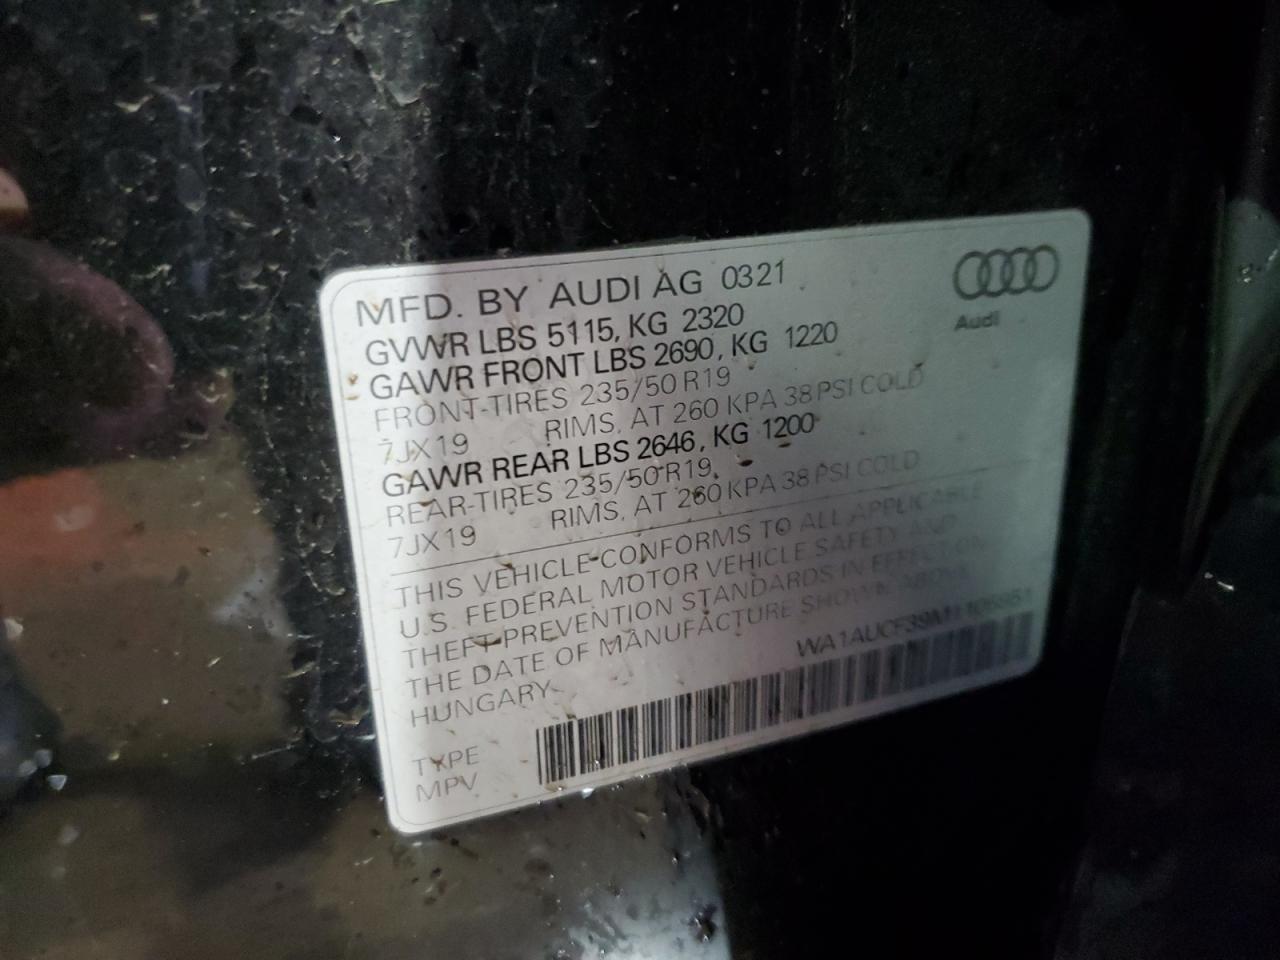 MFD. BY AUDI AG 0321
GVWR LBS 5115, KG 2320
GAWR FRONT LBS 2690, KG 1220
FRONT-TIRES 235/50 R19
7JX19 RIMS, AT 260 KPA 38 PSI COLD
GAWR REAR LBS 2646, KG 1200
REAR-TIRES 235/50 R19,
7JX19 RIMS, AT 260 KPA 38 PSI COLD
THIS VEHICLE CONFORMS TO ALL APPLICABLE
U.S. FEDERAL MOTOR VEHICLE SAFETY AND
THEFT PREVENTION STANDARDS IN EFFECT ON
THE DATE OF MANUFACTURE SHOWN ABOVE
HUNGARY
TYPE
MPV
Audi